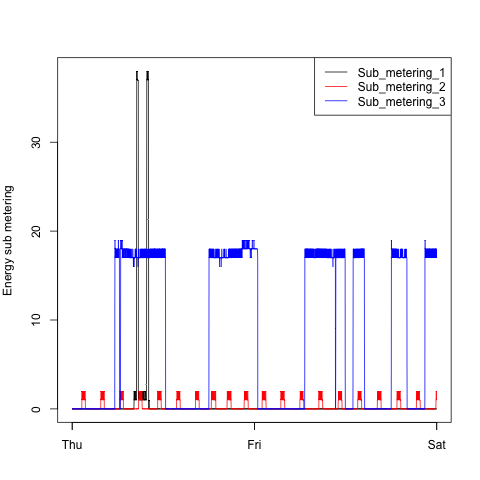 Sub_metering_1
Sub_metering_2
Sub_metering_3
Energy sub metering
30
20
10
0
Thu
Fri
Sat